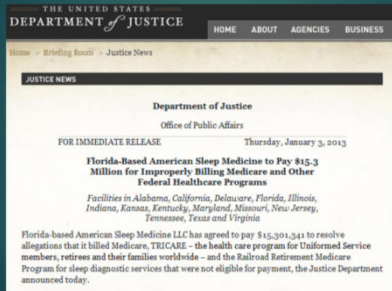 THE UNITED STATES
DEPARTMENT of JUSTICE
HOME ABOUT AGENCIES BUSINESS
Home » Briefing Room » Justice News
JUSTICE NEWS
Department of Justice
Office of Public Affairs
FOR IMMEDIATE RELEASE Thursday, January 3, 2013
Florida-Based American Sleep Medicine to Pay $15.3
Million for Improperly Billing Medicare and Other
Federal Healthcare Programs
Facilities in Alabama, California, Delaware, Florida, Illinois,
Indiana, Kansas, Kentucky, Maryland, Missouri, New Jersey,
Tennessee, Texas and Virginia
Florida-based American Sleep Medicine LLC has agreed to pay $15,301,341 to resolve
allegations that it billed Medicare, TRICARE – the health care program for Uniformed Service
members, retirees and their families worldwide – and the Railroad Retirement Medicare
Program for sleep diagnostic services that were not eligible for payment, the Justice Department
announced today.